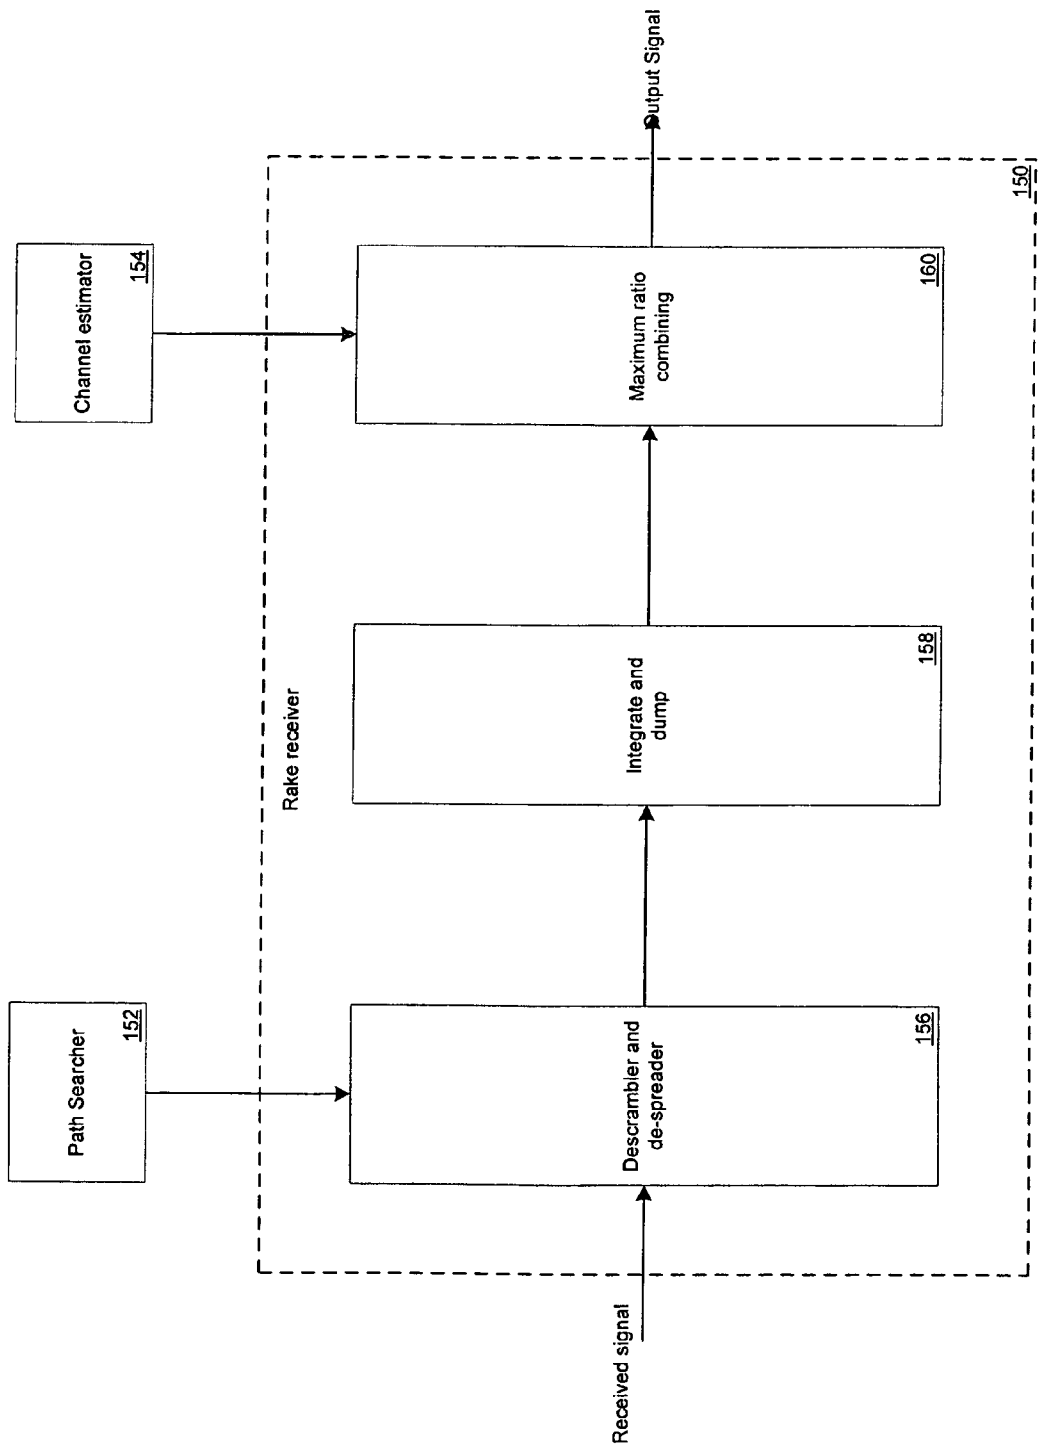 Path Searcher
152
Channel estimator
154
Rake receiver
Received signal
Descrambler and
de-spreader
156
Integrate and
dump
158
Maximum ratio
combining
160
Output Signal
150